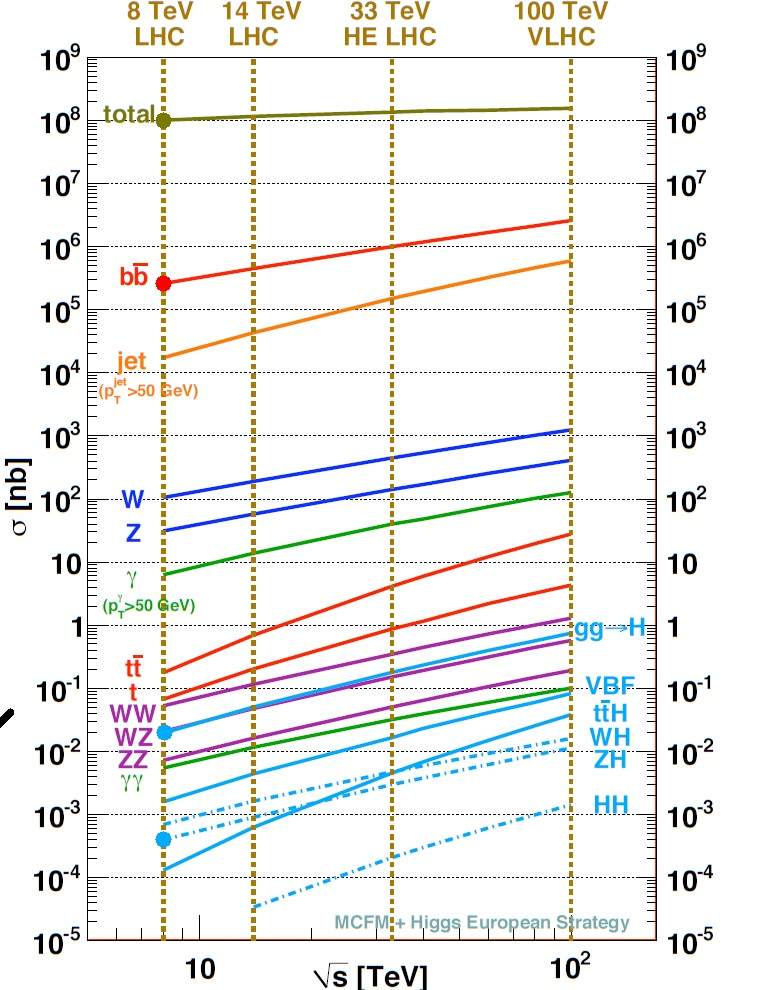 8 TeV 14 TeV 33 TeV 100 TeV
LHC LHC HE LHC VLHC
10⁹ 10⁹
total
10⁸ 10⁸
10⁷ 10⁷
10⁶ 10⁶
bb̅
10⁵ 10⁵
jet
10⁴ 10⁴
(p_T^jet>50 GeV)
10³ 10³
W
10² 10²
Z
σ [nb]
10 10
γ
(p_T^γ>50 GeV)
1 1
gg→H
tt̅
t
10⁻¹ 10⁻¹
VBF
WW tt̅H
WZ WH
10⁻² 10⁻²
ZZ ZH
γγ
HH
10⁻³ 10⁻³
10⁻⁴ 10⁻⁴
MCFM + Higgs European Strategy
10⁻⁵ 10⁻⁵
10 √s [TeV] 10²